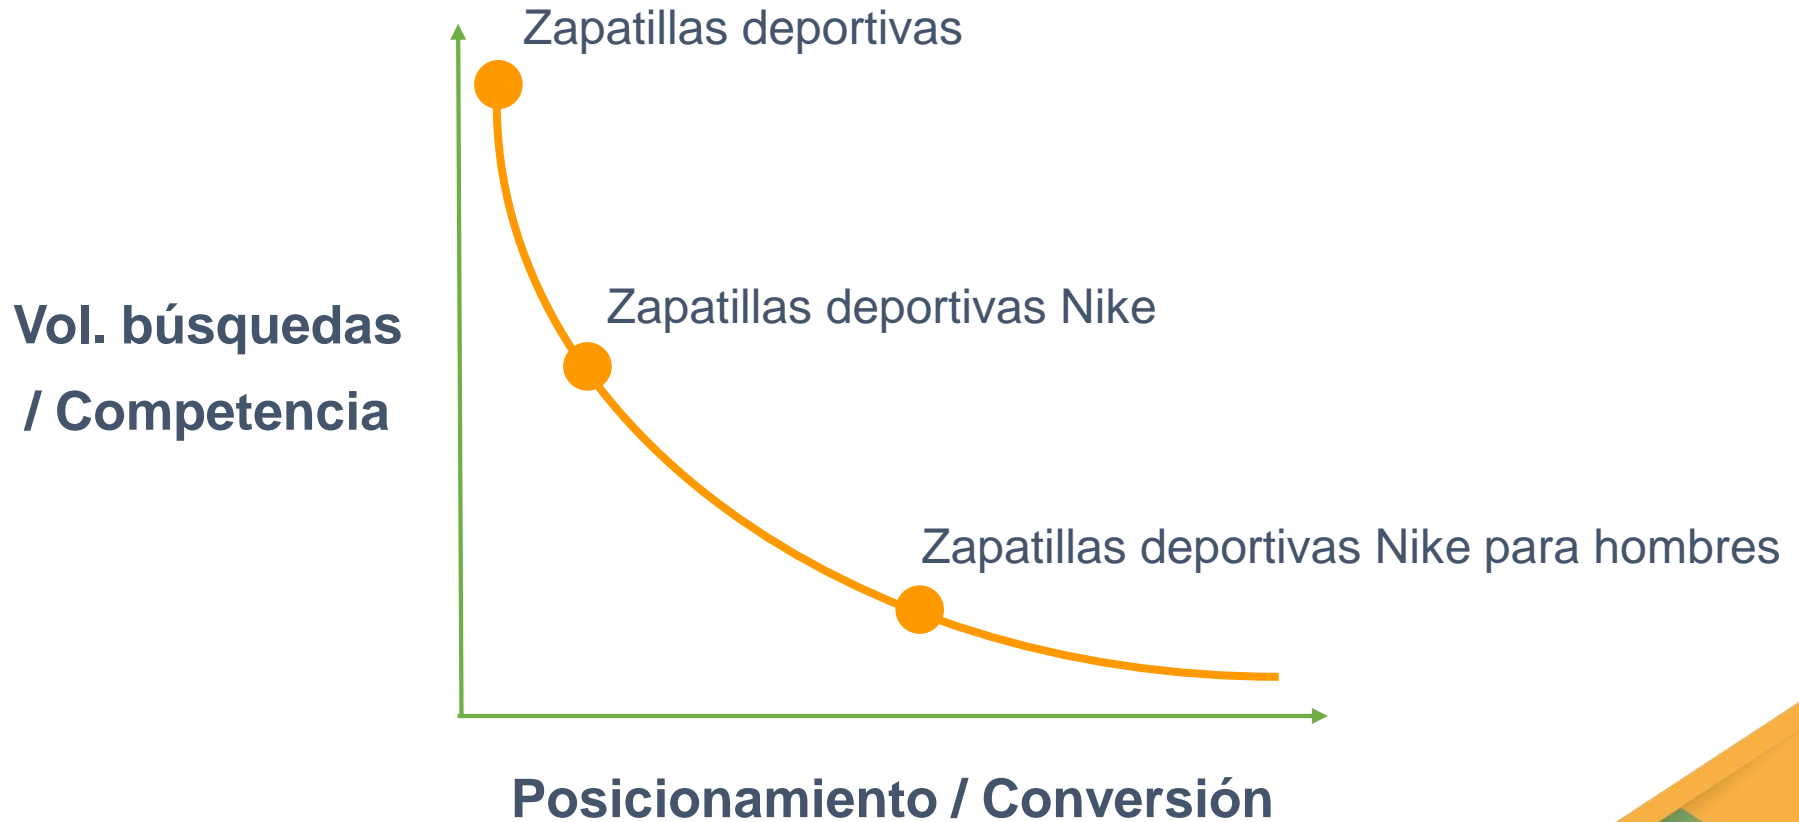 Zapatillas deportivas
Zapatillas deportivas Nike
Vol. búsquedas
/ Competencia
Zapatillas deportivas Nike para hombres
Posicionamiento / Conversión